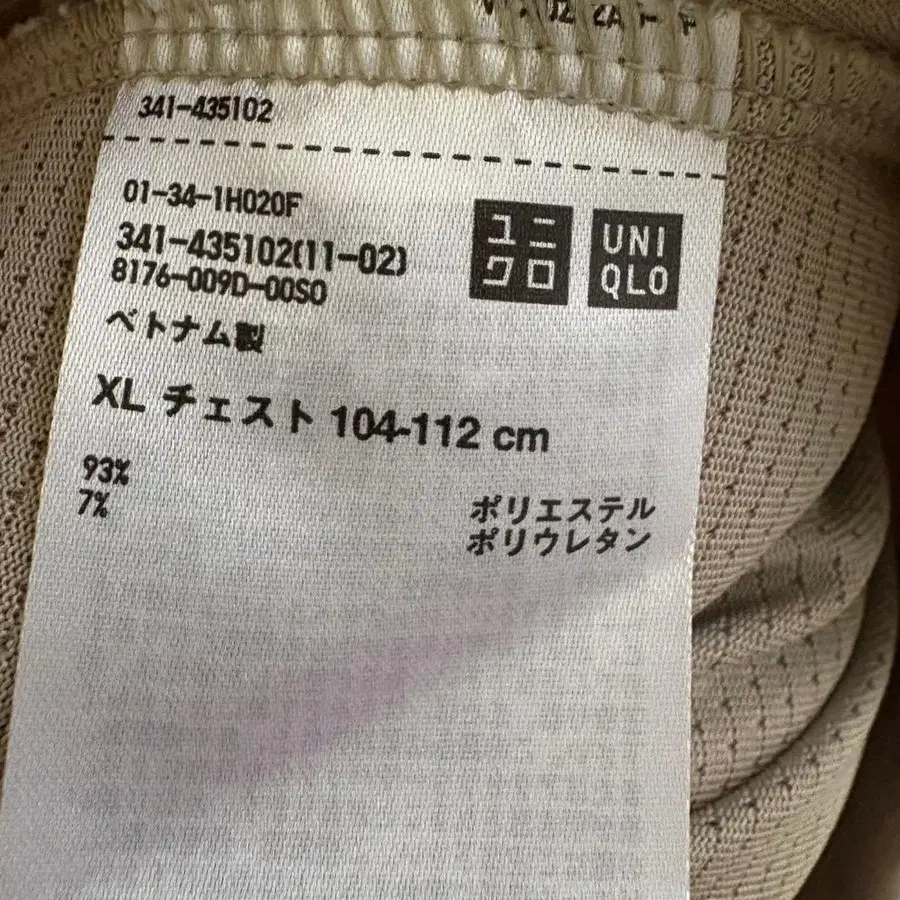 341-435102
01-34-1H020F
341-435102(11-02)
8176-009D-00S0
ユニ
クロ
UNI
QLO
ベトナム製
XL チェスト 104-112 cm
93% ポリエステル
7% ポリウレタン